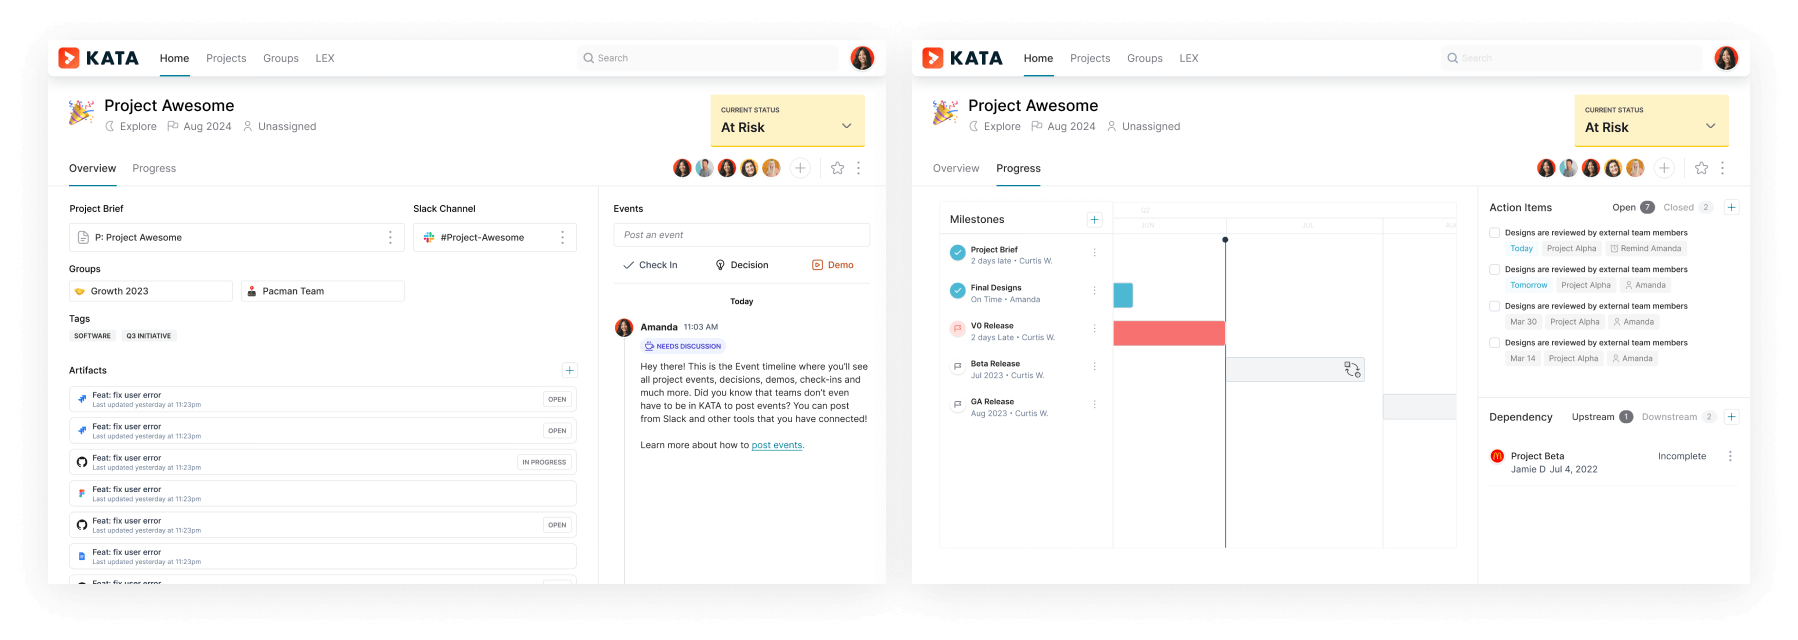 KATA
Home Projects Groups LEX
Search
Project Awesome
Explore Aug 2024 Unassigned
CURRENT STATUS
At Risk
Overview Progress
Project Brief
P: Project Awesome
Slack Channel
#Project-Awesome
Groups
Growth 2023
Pacman Team
Tags
SOFTWARE Q3 INITIATIVE
Artifacts
Feat: fix user error
Last updated yesterday at 11:23pm
OPEN
Feat: fix user error
Last updated yesterday at 11:23pm
OPEN
Feat: fix user error
Last updated yesterday at 11:23pm
IN PROGRESS
Feat: fix user error
Last updated yesterday at 11:23pm
Feat: fix user error
Last updated yesterday at 11:23pm
OPEN
Feat: fix user error
Last updated yesterday at 11:23pm
Feat: fix user error
OPEN
Events
Post an event
Check In Decision Demo
Today
Amanda 11:03 AM
NEEDS DISCUSSION
Hey there! This is the Event timeline where you'll see
all project events, decisions, demos, check-ins and
much more. Did you know that teams don't even
have to be in KATA to post events? You can post
from Slack and other tools that you have connected!
Learn more about how to post events.
KATA
Home Projects Groups LEX
Search
Project Awesome
Explore Aug 2024 Unassigned
CURRENT STATUS
At Risk
Overview Progress
Milestones
JUN JUL
Project Brief
2 days late • Curtis W.
Final Designs
On Time • Amanda
V0 Release
2 days Late • Curtis W.
Beta Release
Jul 2023 • Curtis W.
GA Release
Aug 2023 • Curtis W.
Action Items Open 7 Closed 2
Designs are reviewed by external team members
Today Project Alpha Remind Amanda
Designs are reviewed by external team members
Tomorrow Project Alpha Amanda
Designs are reviewed by external team members
Mar 30 Project Alpha Amanda
Designs are reviewed by external team members
Mar 14 Project Alpha Amanda
Dependency Upstream 1 Downstream 2
Project Beta Incomplete
Jamie D Jul 4, 2022